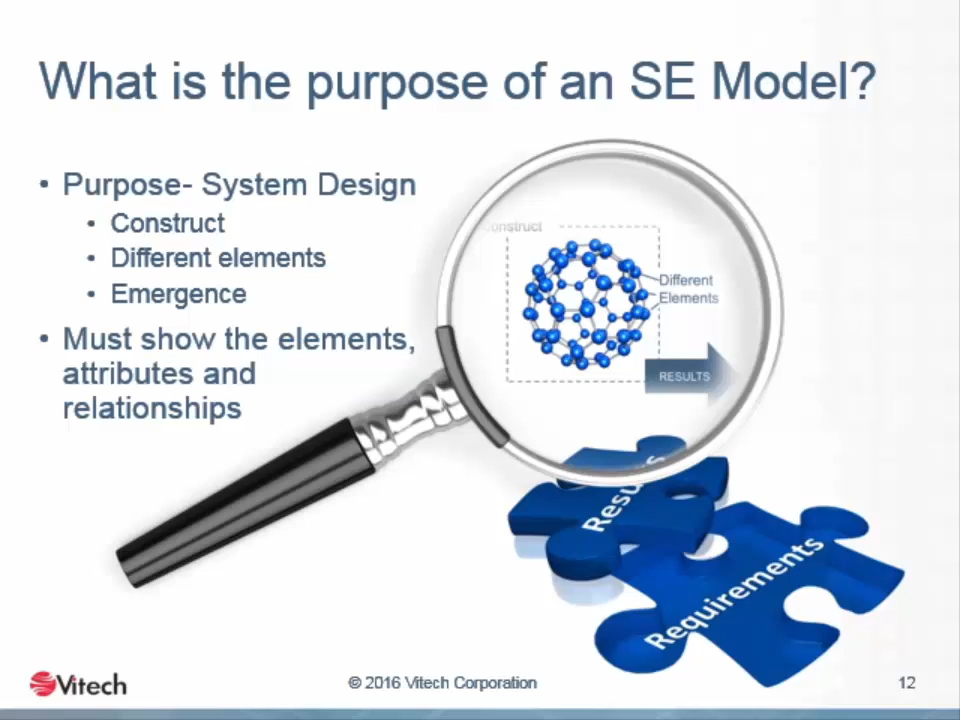 What is the purpose of an SE Model?
• Purpose- System Design
• Construct
• Different elements
• Emergence
• Must show the elements,
attributes and
relationships
onstruct
Different
Elements
RESULTS
Requirements
Vitech
© 2016 Vitech Corporation
12